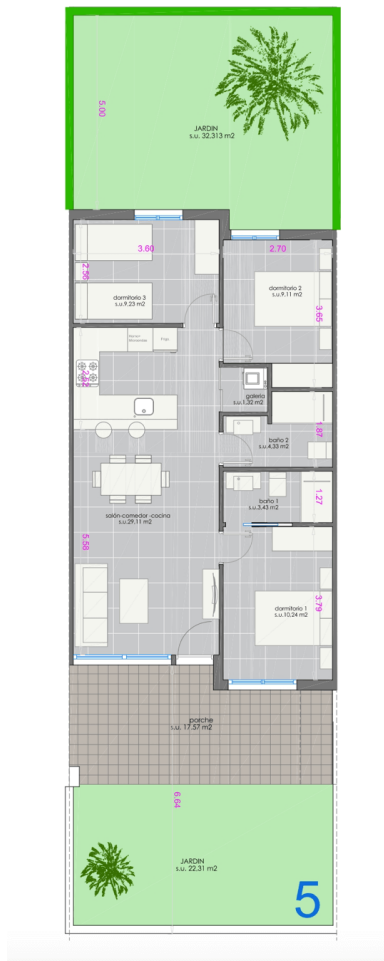 5.00
JARDIN
s.u. 32,313 m2
3.60
2.70
2.56
dormitorio 3
s.u.9,23 m2
dormitorio 2
s.u.9,11 m2
3.65
Frigo.
galería
s.u.1,32 m2
1.87
baño 2
s.u.4,33 m2
baño 1
s.u.3,43 m2
1.27
salón-comedor-cocina
s.u.29,11 m2
5.58
dormitorio 1
s.u.10,24 m2
3.79
porche
s.u. 17.57 m2
6.64
JARDIN
s.u. 22,31 m2
5